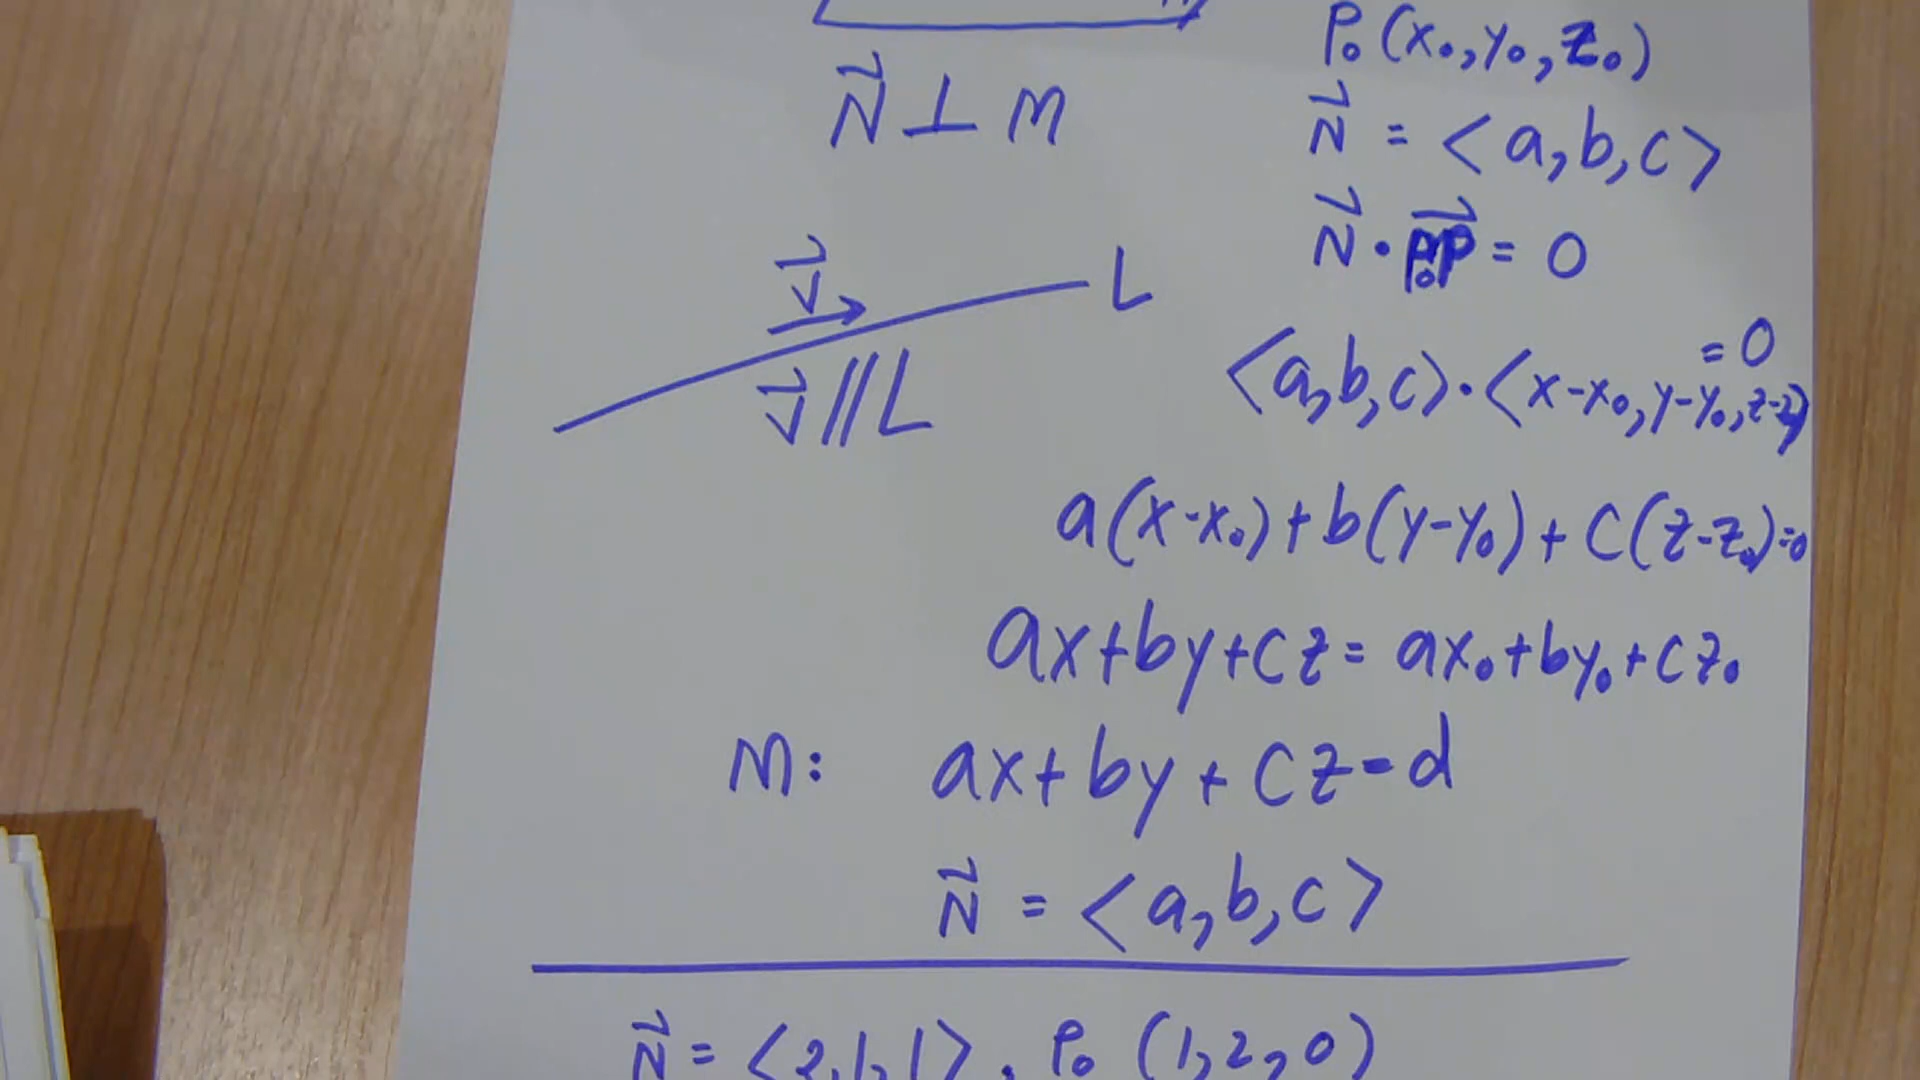 P₀(x₀,y₀,z₀)
N⃗ ⊥ M
N⃗ = <a,b,c>
N⃗ · P₀P⃗ = 0
V⃗
L
V⃗ // L
<a,b,c>·<x-x₀,y-y₀,z-z₀> = 0
a(x-x₀)+b(y-y₀)+c(z-z₀)=0
ax+by+cz = ax₀+by₀+cz₀
M: ax+by+cz=d
N⃗ = <a,b,c>
N⃗ = <2,1,1>, P₀ (1,2,0)